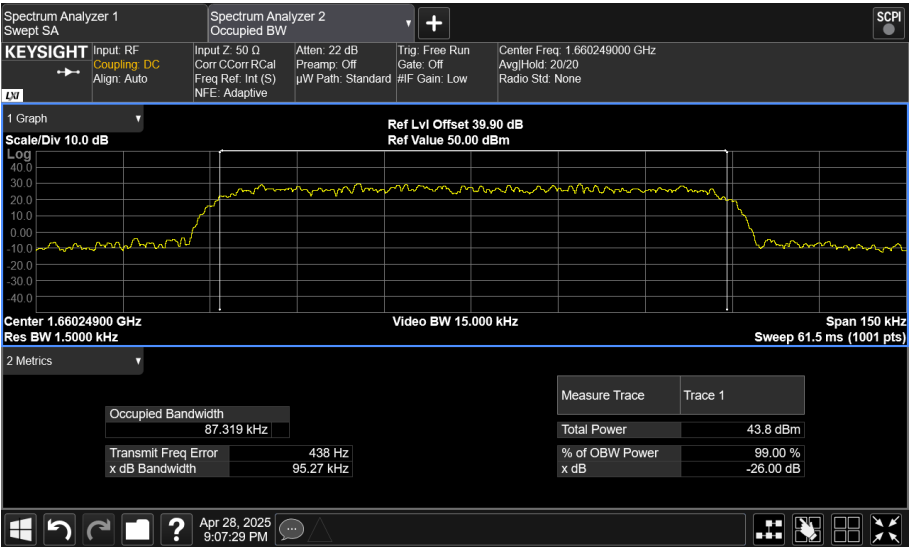 Spectrum Analyzer 1
Swept SA
Spectrum Analyzer 2
Occupied BW
▼
+
SCPI
KEYSIGHT
LXI
Input: RF
Coupling: DC
Align: Auto
Input Z: 50 Ω
Corr CCorr RCal
Freq Ref: Int (S)
NFE: Adaptive
Atten: 22 dB
Preamp: Off
µW Path: Standard
Trig: Free Run
Gate: Off
#IF Gain: Low
Center Freq: 1.660249000 GHz
Avg|Hold: 20/20
Radio Std: None
1 Graph ▼
Scale/Div 10.0 dB
Ref Lvl Offset 39.90 dB
Ref Value 50.00 dBm
Log
40.0
30.0
20.0
10.0
0.00
-10.0
-20.0
-30.0
-40.0
Center 1.66024900 GHz
Video BW 15.000 kHz
Span 150 kHz
Res BW 1.5000 kHz
Sweep 61.5 ms (1001 pts)
2 Metrics ▼
Occupied Bandwidth
87.319 kHz
Transmit Freq Error 438 Hz
x dB Bandwidth 95.27 kHz
Measure Trace Trace 1
Total Power 43.8 dBm
% of OBW Power 99.00 %
x dB -26.00 dB
?
Apr 28, 2025
9:07:29 PM